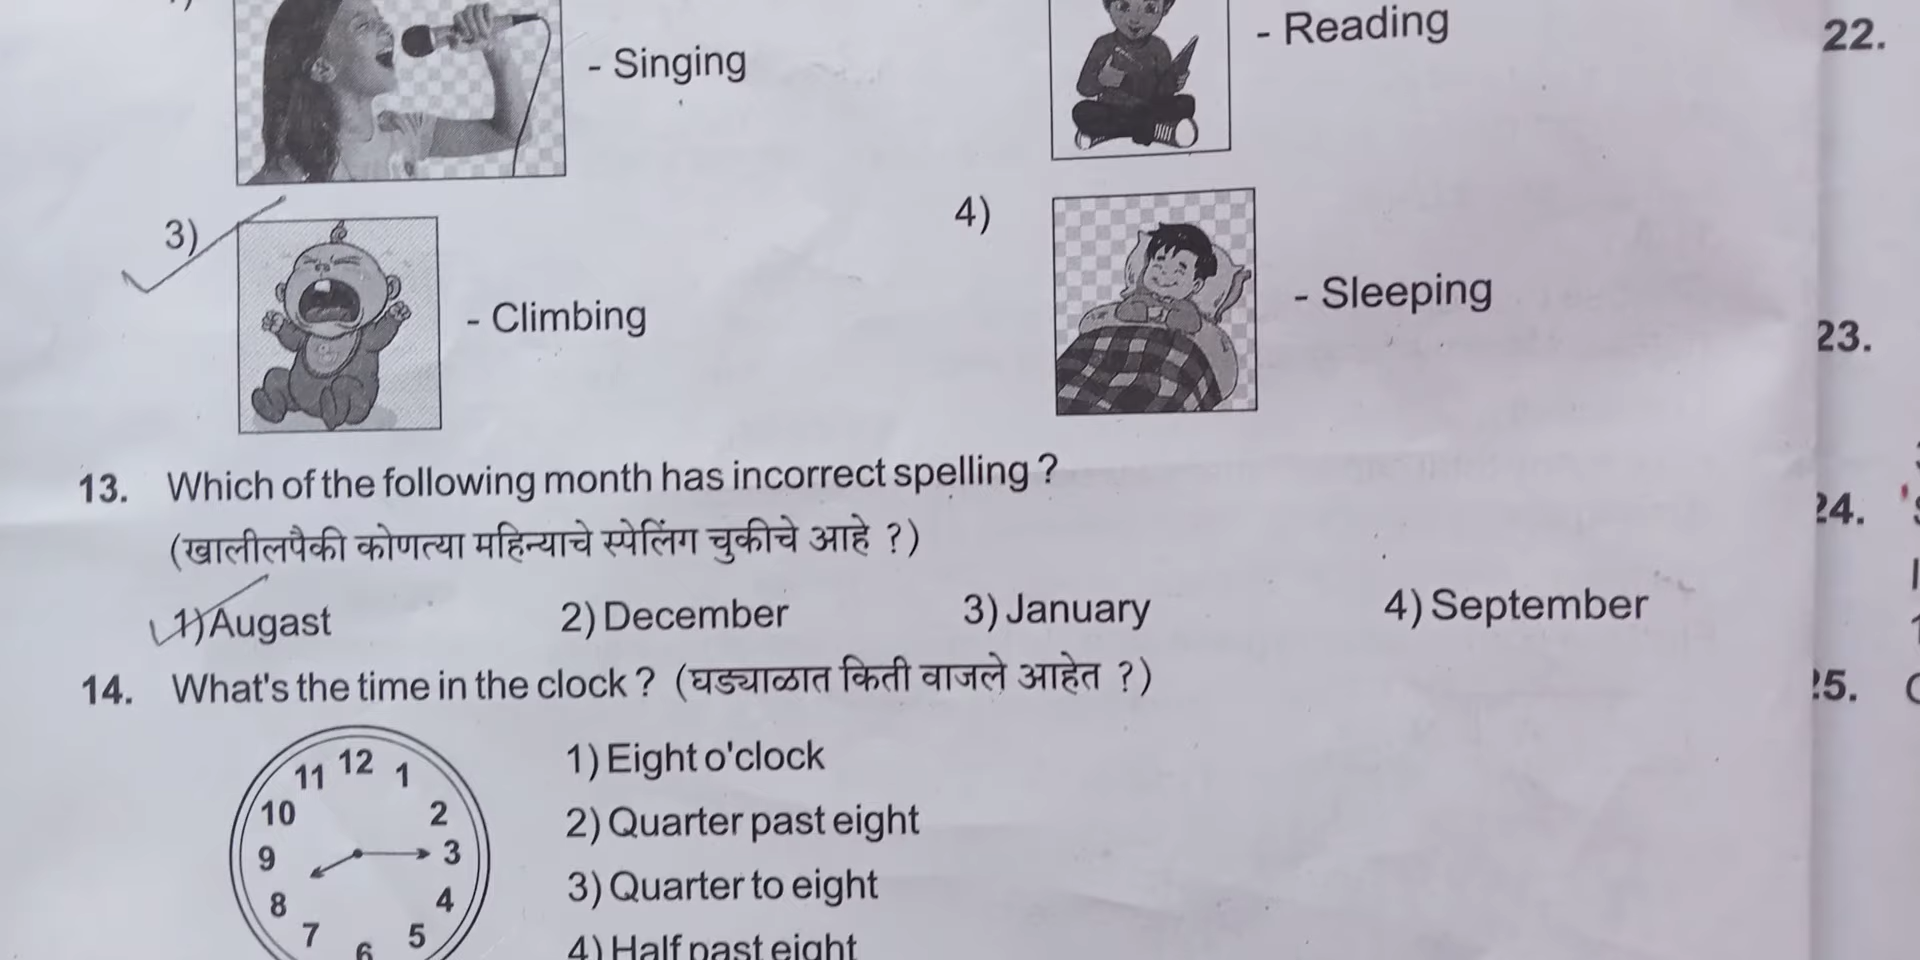 - Singing
- Reading
3)
- Climbing
4)
- Sleeping
13. Which of the following month has incorrect spelling ?
(खालीलपैकी कोणत्या महिन्याचे स्पेलिंग चुकीचे आहे ?)
1) Augast 2) December 3) January 4) September
14. What's the time in the clock ? (घड्याळात किती वाजले आहेत ?)
12
11 1
10 2
9 3
8 4
7 5
6
1) Eight o'clock
2) Quarter past eight
3) Quarter to eight
4) Half past eight
22.
23.
24.
25.